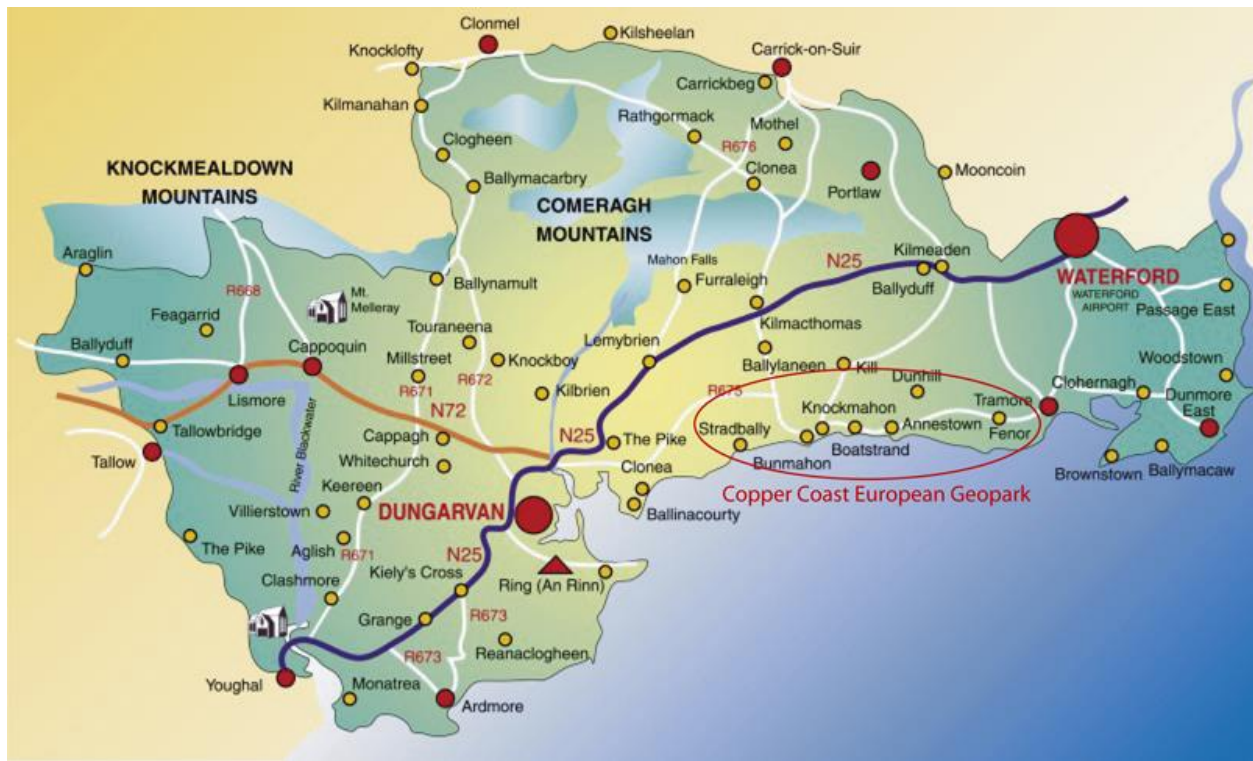 Clonmel
Kilsheelan
Knocklofty
Carrick-on-Suir
Carrickbeg
Kilmanahan
Rathgormack
Mothel
Clogheen
R676
KNOCKMEALDOWN
MOUNTAINS
Clonea
Mooncoin
Ballymacarbry
Portlaw
COMERAGH
MOUNTAINS
Araglin
Mahon Falls
N25
Kilmeaden
Ballynamult
Furraleigh
Ballyduff
WATERFORD
WATERFORD
AIRPORT
R668
Mt.
Melleray
Passage East
Feagarrid
Touraneena
Kilmacthomas
Ballyduff
Cappoquin
Millstreet
Knockboy
Lemybrien
Ballylaneen
Kill
Woodstown
R671
R672
Kilbrien
R675
Dunhill
Clohernagh
Dunmore
East
Lismore
N72
Tramore
Tallowbridge
River Blackwater
Cappagh
N25
The Pike
Stradbally
Knockmahon
Annestown
Fenor
Tallow
Whitechurch
Clonea
Bunmahon
Boatstrand
Brownstown
Ballymacaw
Keereen
Copper Coast European Geopark
Villierstown
DUNGARVAN
Ballinacourty
The Pike
Aglish
R671
N25
Kiely's Cross
Clashmore
Ring (An Rinn)
Grange
R673
R673
Reanaclogheen
Youghal
Monatrea
Ardmore